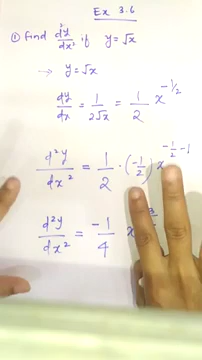 Ex 3.6
① Find d²y/dx² if y = √x
→ y = √x
dy/dx = 1/2√x = 1/2 x^(-1/2)
d²y/dx² = 1/2 · (-1/2) x^(-1/2 - 1)
d²y/dx² = -1/4 x